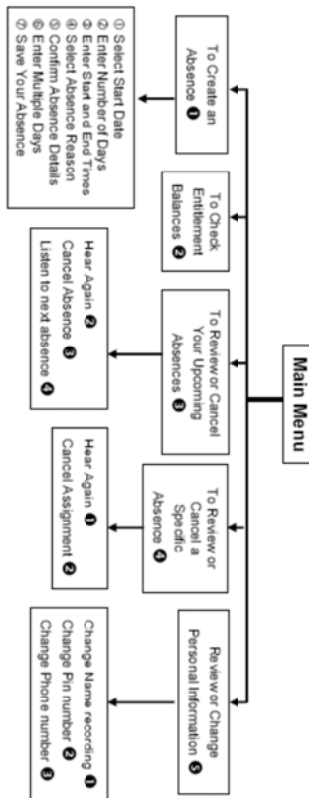 Main Menu
To Create an
Absence ❶
To Check
Entitlement
Balances ❷
To Review or Cancel
Your Upcoming
Absences ❸
To Review or
Cancel a
Specific
Absence ❹
Review or Change
Personal Information ❺
① Select Start Date
② Enter Number of Days
③ Enter Start and End Times
④ Select Absence Reason
⑤ Confirm Absence Details
⑥ Enter Multiple Days
⑦ Save Your Absence
Hear Again ❷
Cancel Absence ❸
Listen to next absence ❹
Hear Again ❶
Cancel Assignment ❷
Change Name recording ❶
Change Pin number ❷
Change Phone number ❸